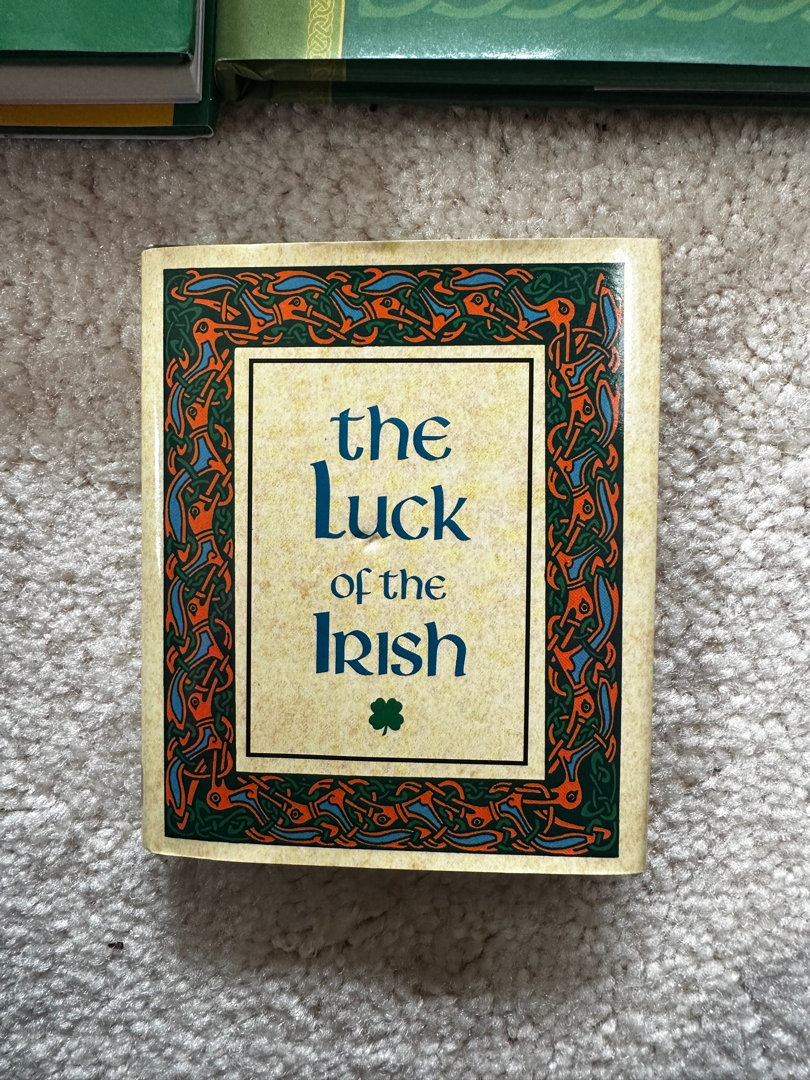 the
Luck
of the
Irish